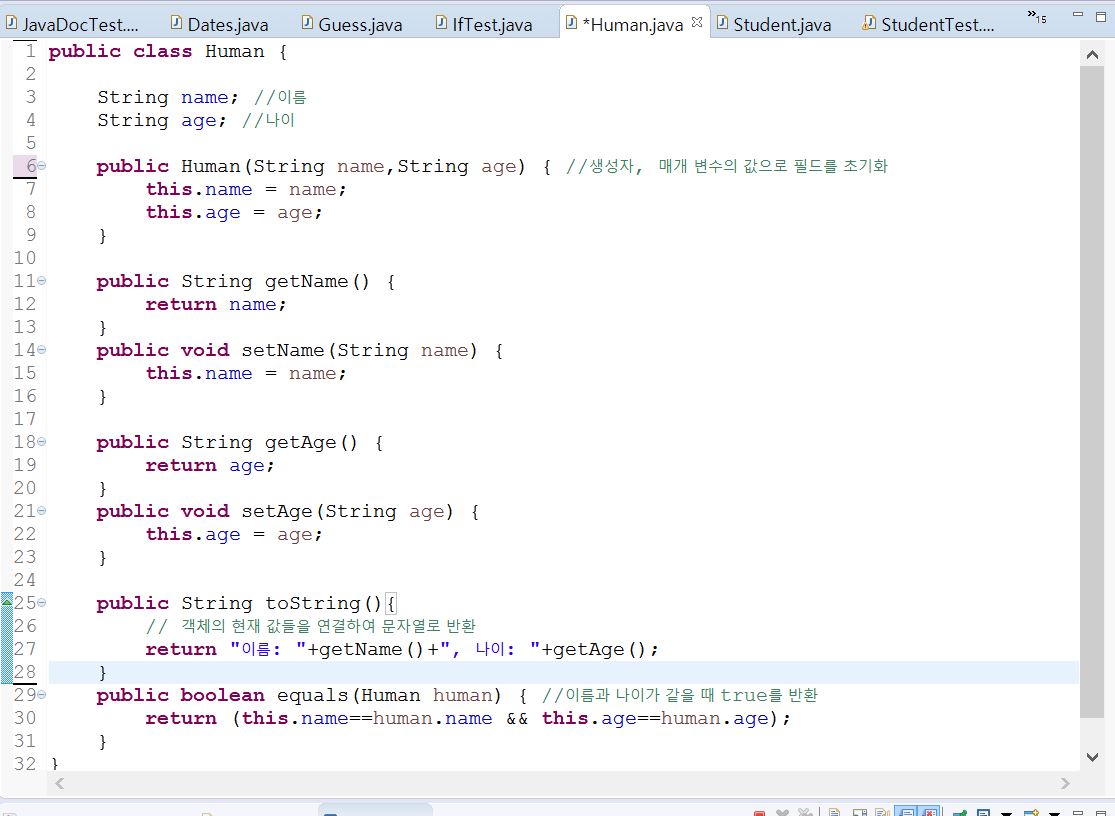 JavaDocTest.... Dates.java Guess.java IfTest.java *Human.java Student.java StudentTest.... »15
1 public class Human {
2
3 String name; //이름
4 String age; //나이
5
6 public Human(String name,String age) { //생성자, 매개 변수의 값으로 필드를 초기화
7 this.name = name;
8 this.age = age;
9 }
10
11 public String getName() {
12 return name;
13 }
14 public void setName(String name) {
15 this.name = name;
16 }
17
18 public String getAge() {
19 return age;
20 }
21 public void setAge(String age) {
22 this.age = age;
23 }
24
25 public String toString(){
26 // 객체의 현재 값들을 연결하여 문자열로 반환
27 return "이름: "+getName()+", 나이: "+getAge();
28 }
29 public boolean equals(Human human) { //이름과 나이가 같을 때 true를 반환
30 return (this.name==human.name && this.age==human.age);
31 }
32 }